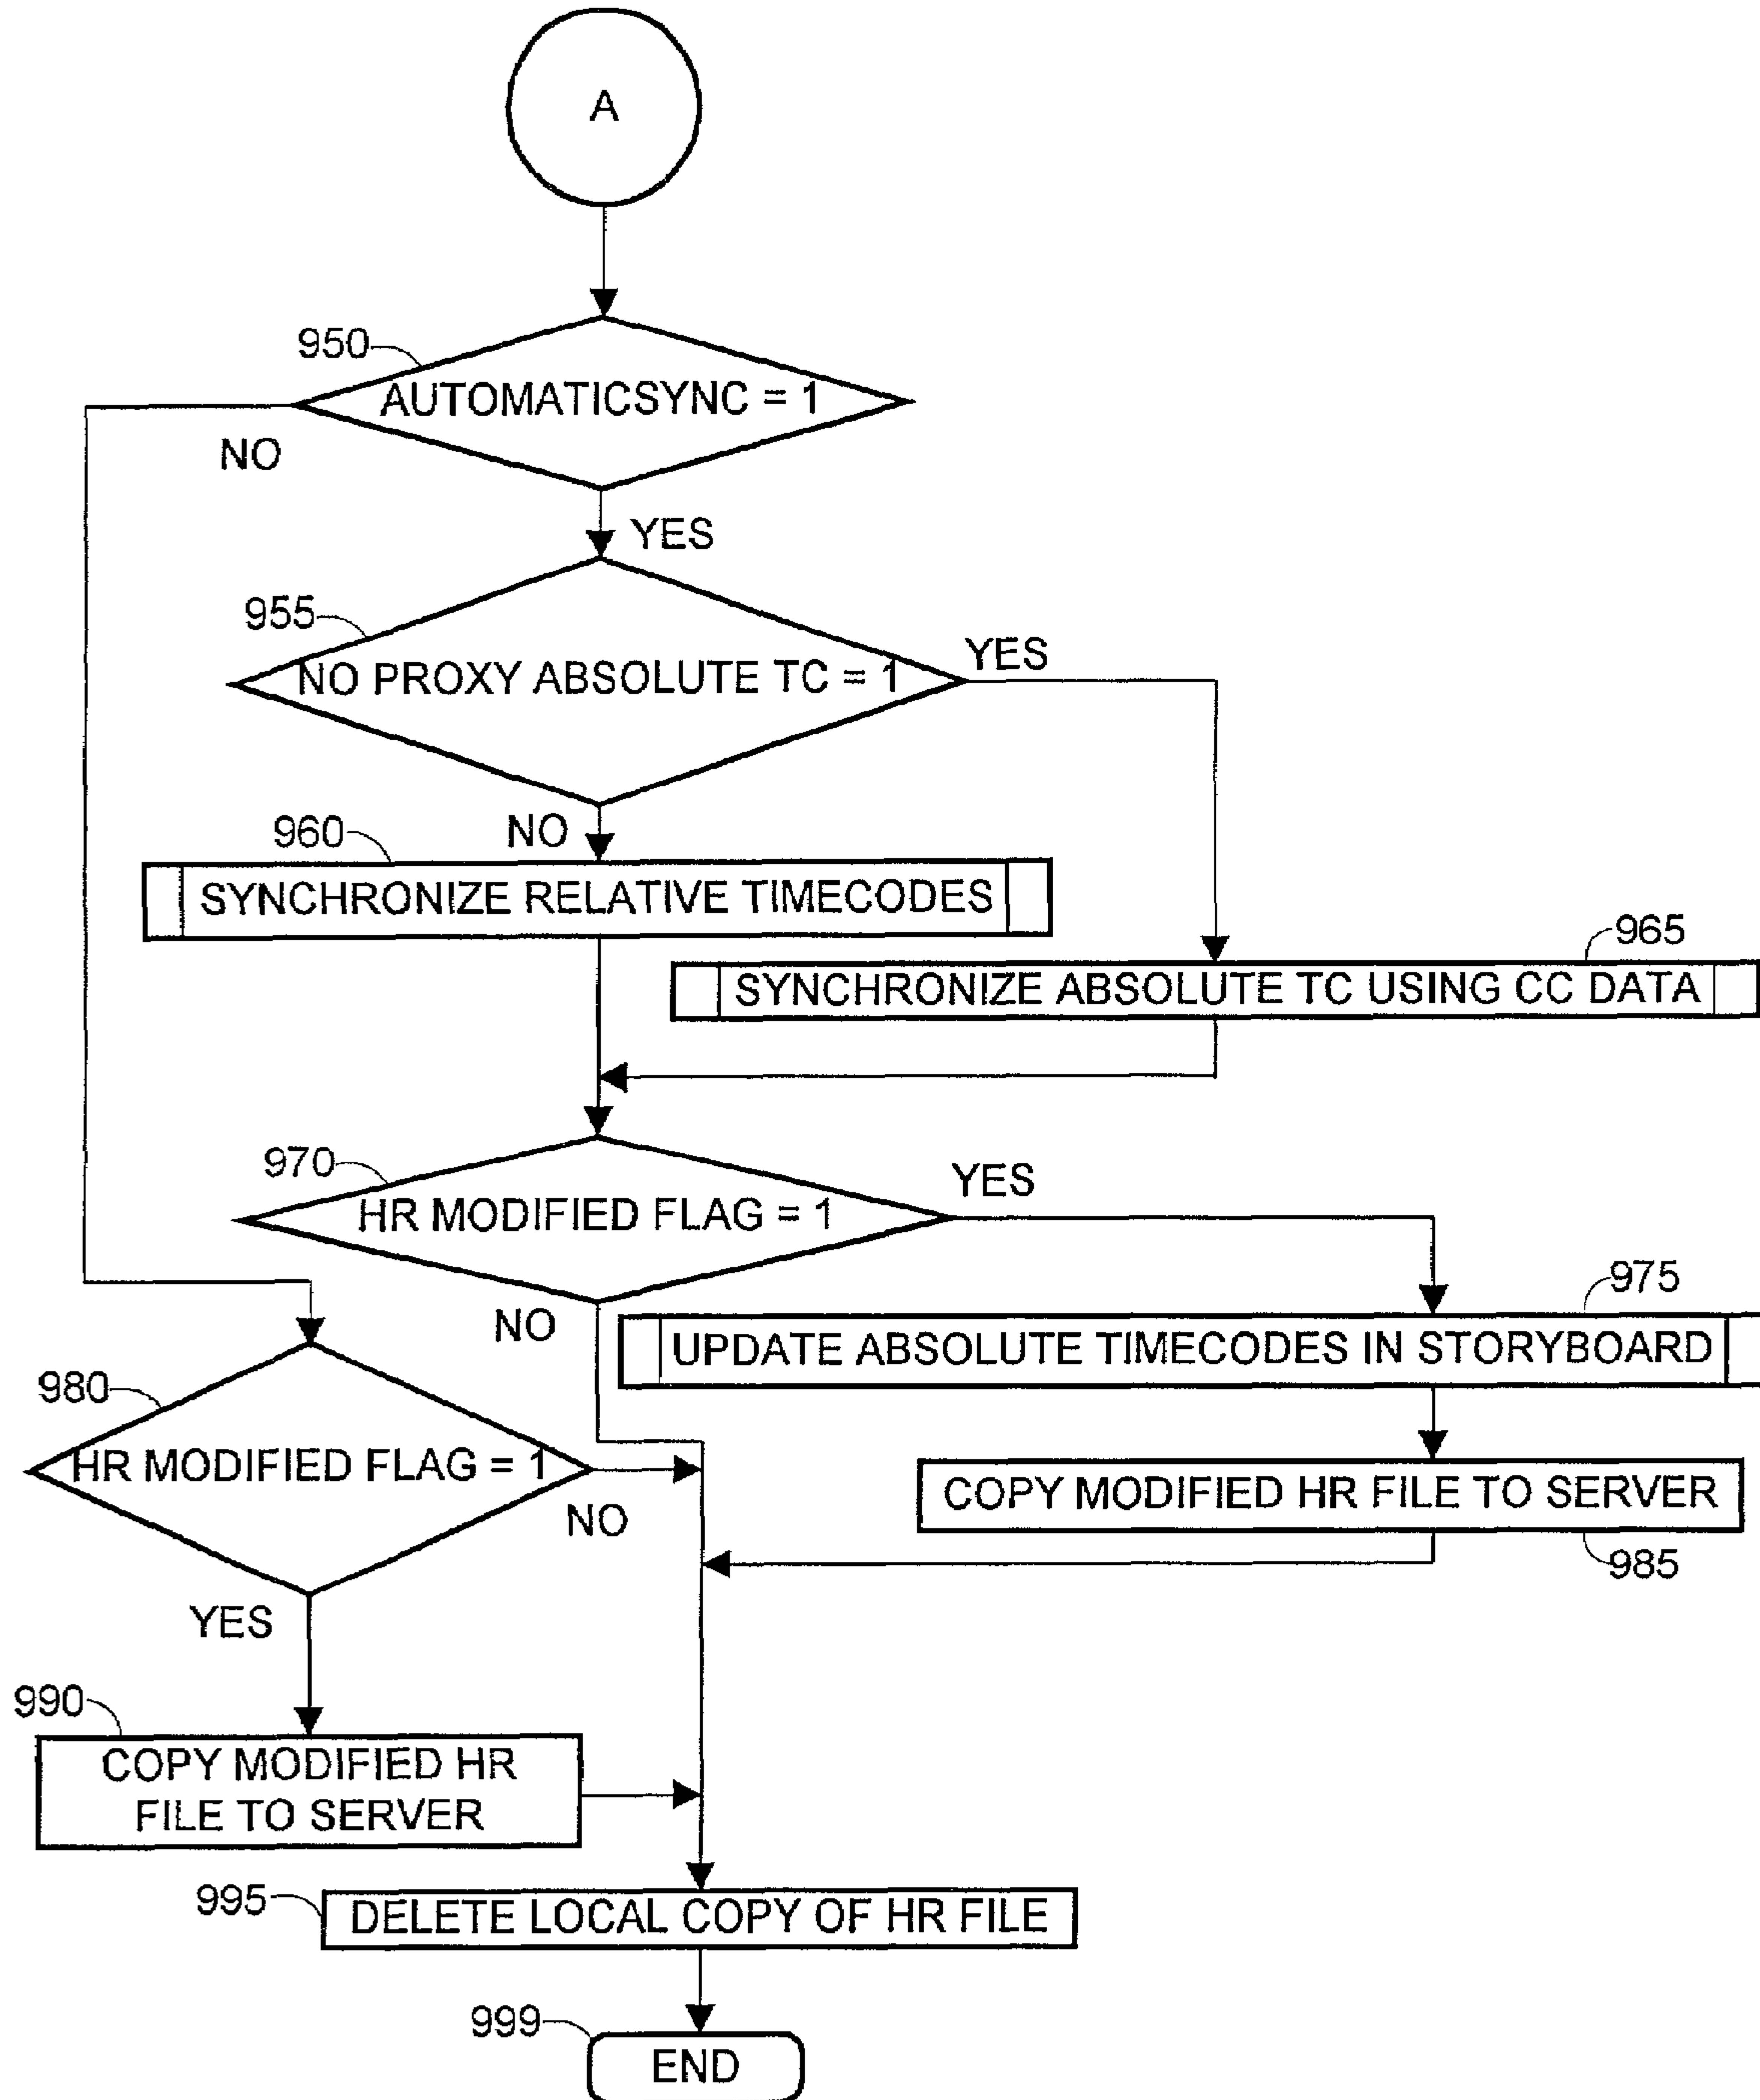 A
950
AUTOMATICSYNC = 1
NO
YES
955
NO PROXY ABSOLUTE TC = 1
YES
NO
960
SYNCHRONIZE RELATIVE TIMECODES
965
SYNCHRONIZE ABSOLUTE TC USING CC DATA
970
HR MODIFIED FLAG = 1
YES
NO
975
UPDATE ABSOLUTE TIMECODES IN STORYBOARD
980
HR MODIFIED FLAG = 1
NO
YES
COPY MODIFIED HR FILE TO SERVER
985
990
COPY MODIFIED HR
FILE TO SERVER
995
DELETE LOCAL COPY OF HR FILE
999
END